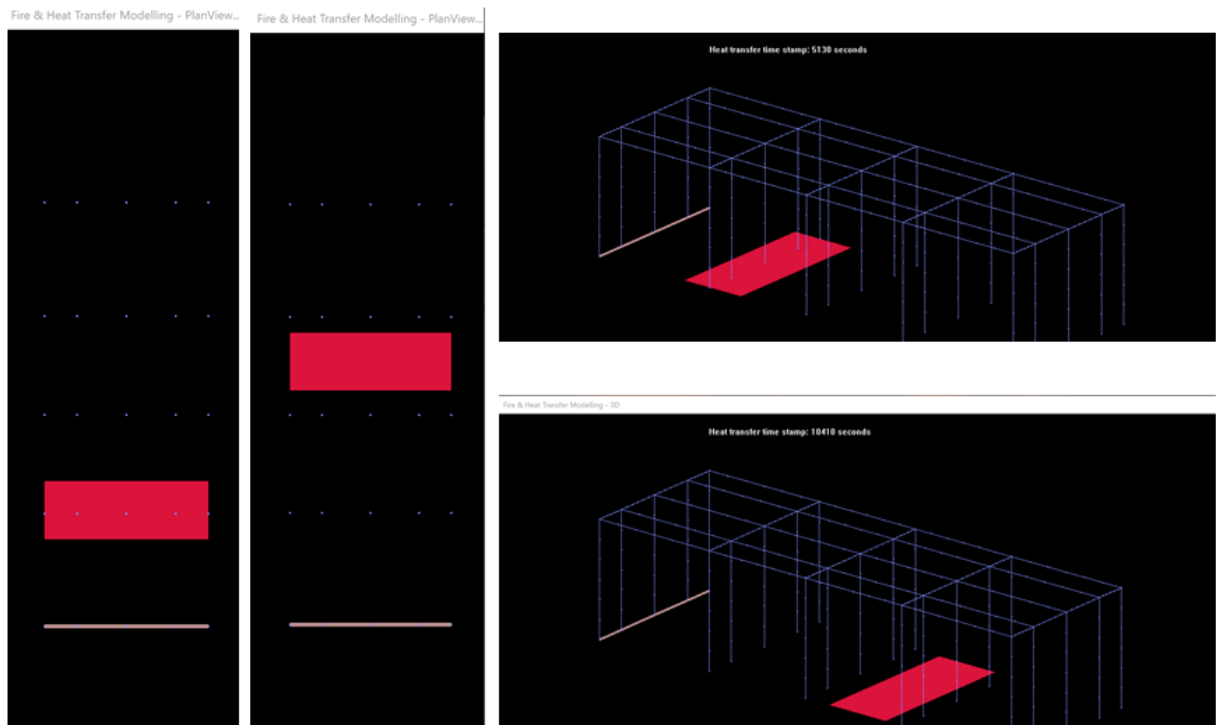 Fire & Heat Transfer Modelling - PlanView...
Fire & Heat Transfer Modelling - PlanView...
Heat transfer time stamp: 5130 seconds
Fire & Heat Transfer Modelling - 3D
Heat transfer time stamp: 10410 seconds